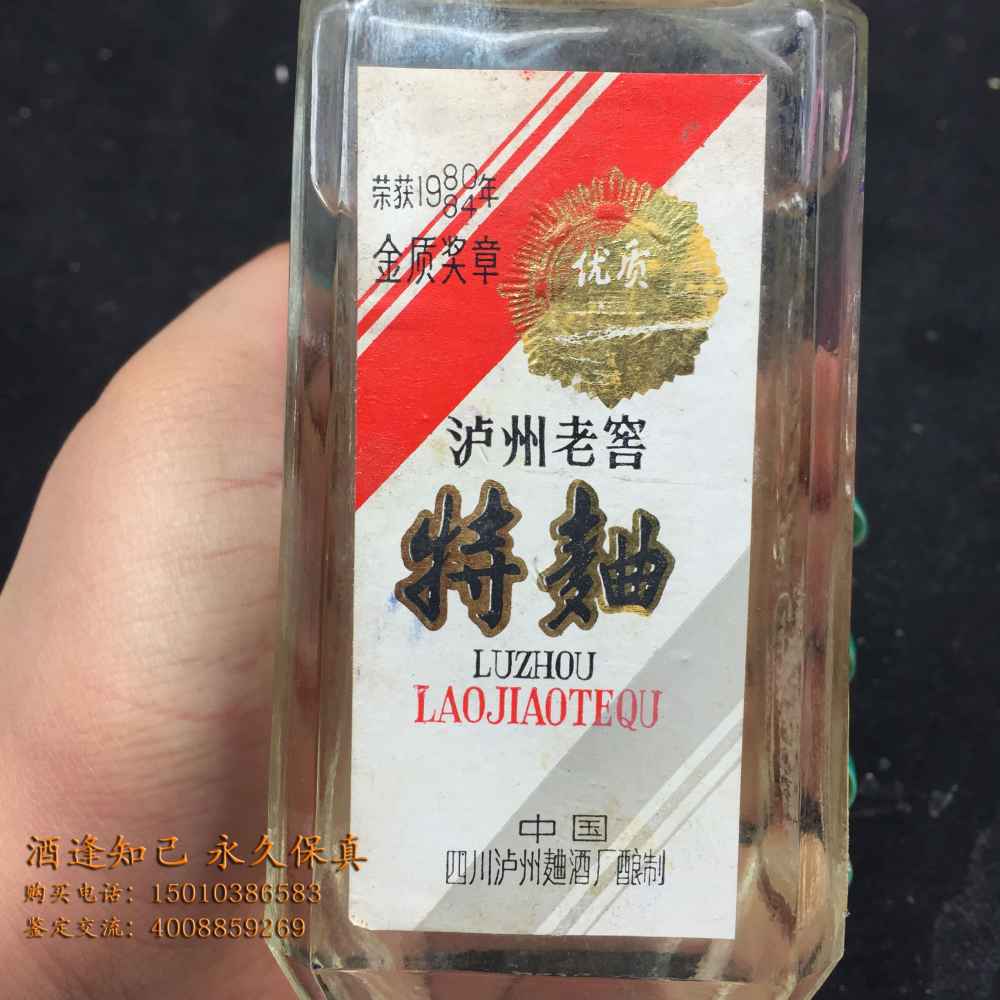 荣获1980 84年
金质奖章
优质
泸州老窖
特麯
LUZHOU
LAOJIAOTEQU
中国
四川泸州麯酒厂酿制
酒逢知己 永久保真
购买电话: 15010386583
鉴定交流: 4008859269